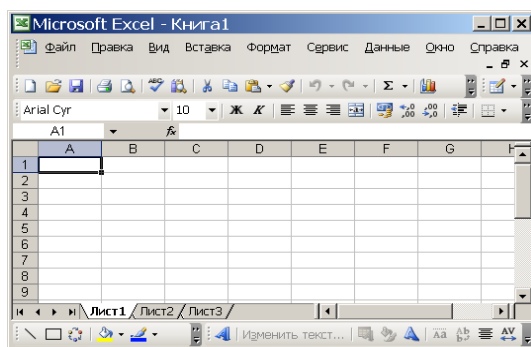 Microsoft Excel - Книга1
Файл Правка Вид Вставка Формат Сервис Данные Окно Справка
Arial Cyr 10 Ж К
A1 fx
A B C D E F G H
1
2
3
4
5
6
7
8
9
Лист1 Лист2 Лист3
Изменить текст...